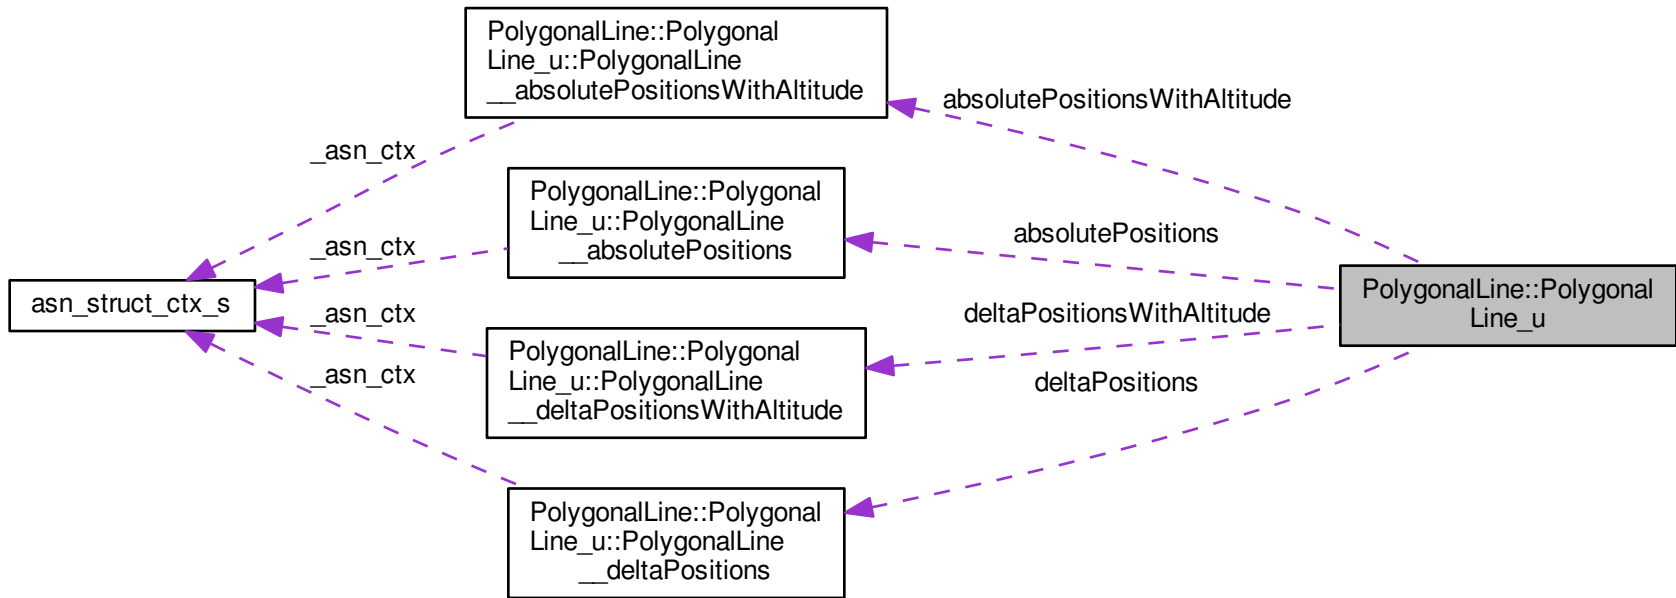 PolygonalLine::Polygonal
Line_u::PolygonalLine
__absolutePositionsWithAltitude
absolutePositionsWithAltitude
_asn_ctx
PolygonalLine::Polygonal
Line_u::PolygonalLine
__absolutePositions
absolutePositions
_asn_ctx
asn_struct_ctx_s
PolygonalLine::Polygonal
Line_u
_asn_ctx
deltaPositionsWithAltitude
PolygonalLine::Polygonal
Line_u::PolygonalLine
__deltaPositionsWithAltitude
_asn_ctx
deltaPositions
PolygonalLine::Polygonal
Line_u::PolygonalLine
__deltaPositions